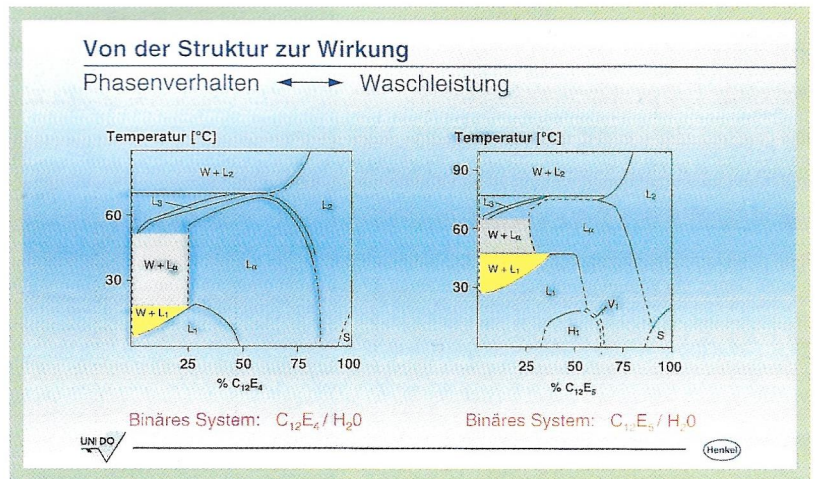 Von der Struktur zur Wirkung
Phasenverhalten ⟷ Waschleistung
Temperatur [°C]
W + L₂
L₃
L₂
60
W + Lα
Lα
30
W + L₁
L₁
S
25 50 75 100
% C₁₂E₄
Binäres System: C₁₂E₄ / H₂0
Temperatur [°C]
90
W + L₂
L₂
L₃
60
W + Lα
Lα
W + L₁
30
L₁
V₁
H₁
S
25 50 75 100
% C₁₂E₅
Binäres System: C₁₂E₅ / H₂0
UNI DO
Henkel